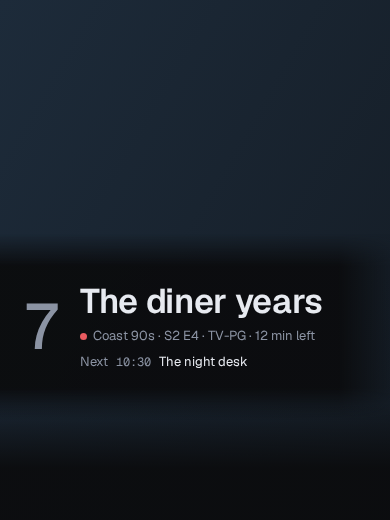 7
The diner years
Coast 90s · S2 E4 · TV-PG · 12 min left
Next 10:30 The night desk